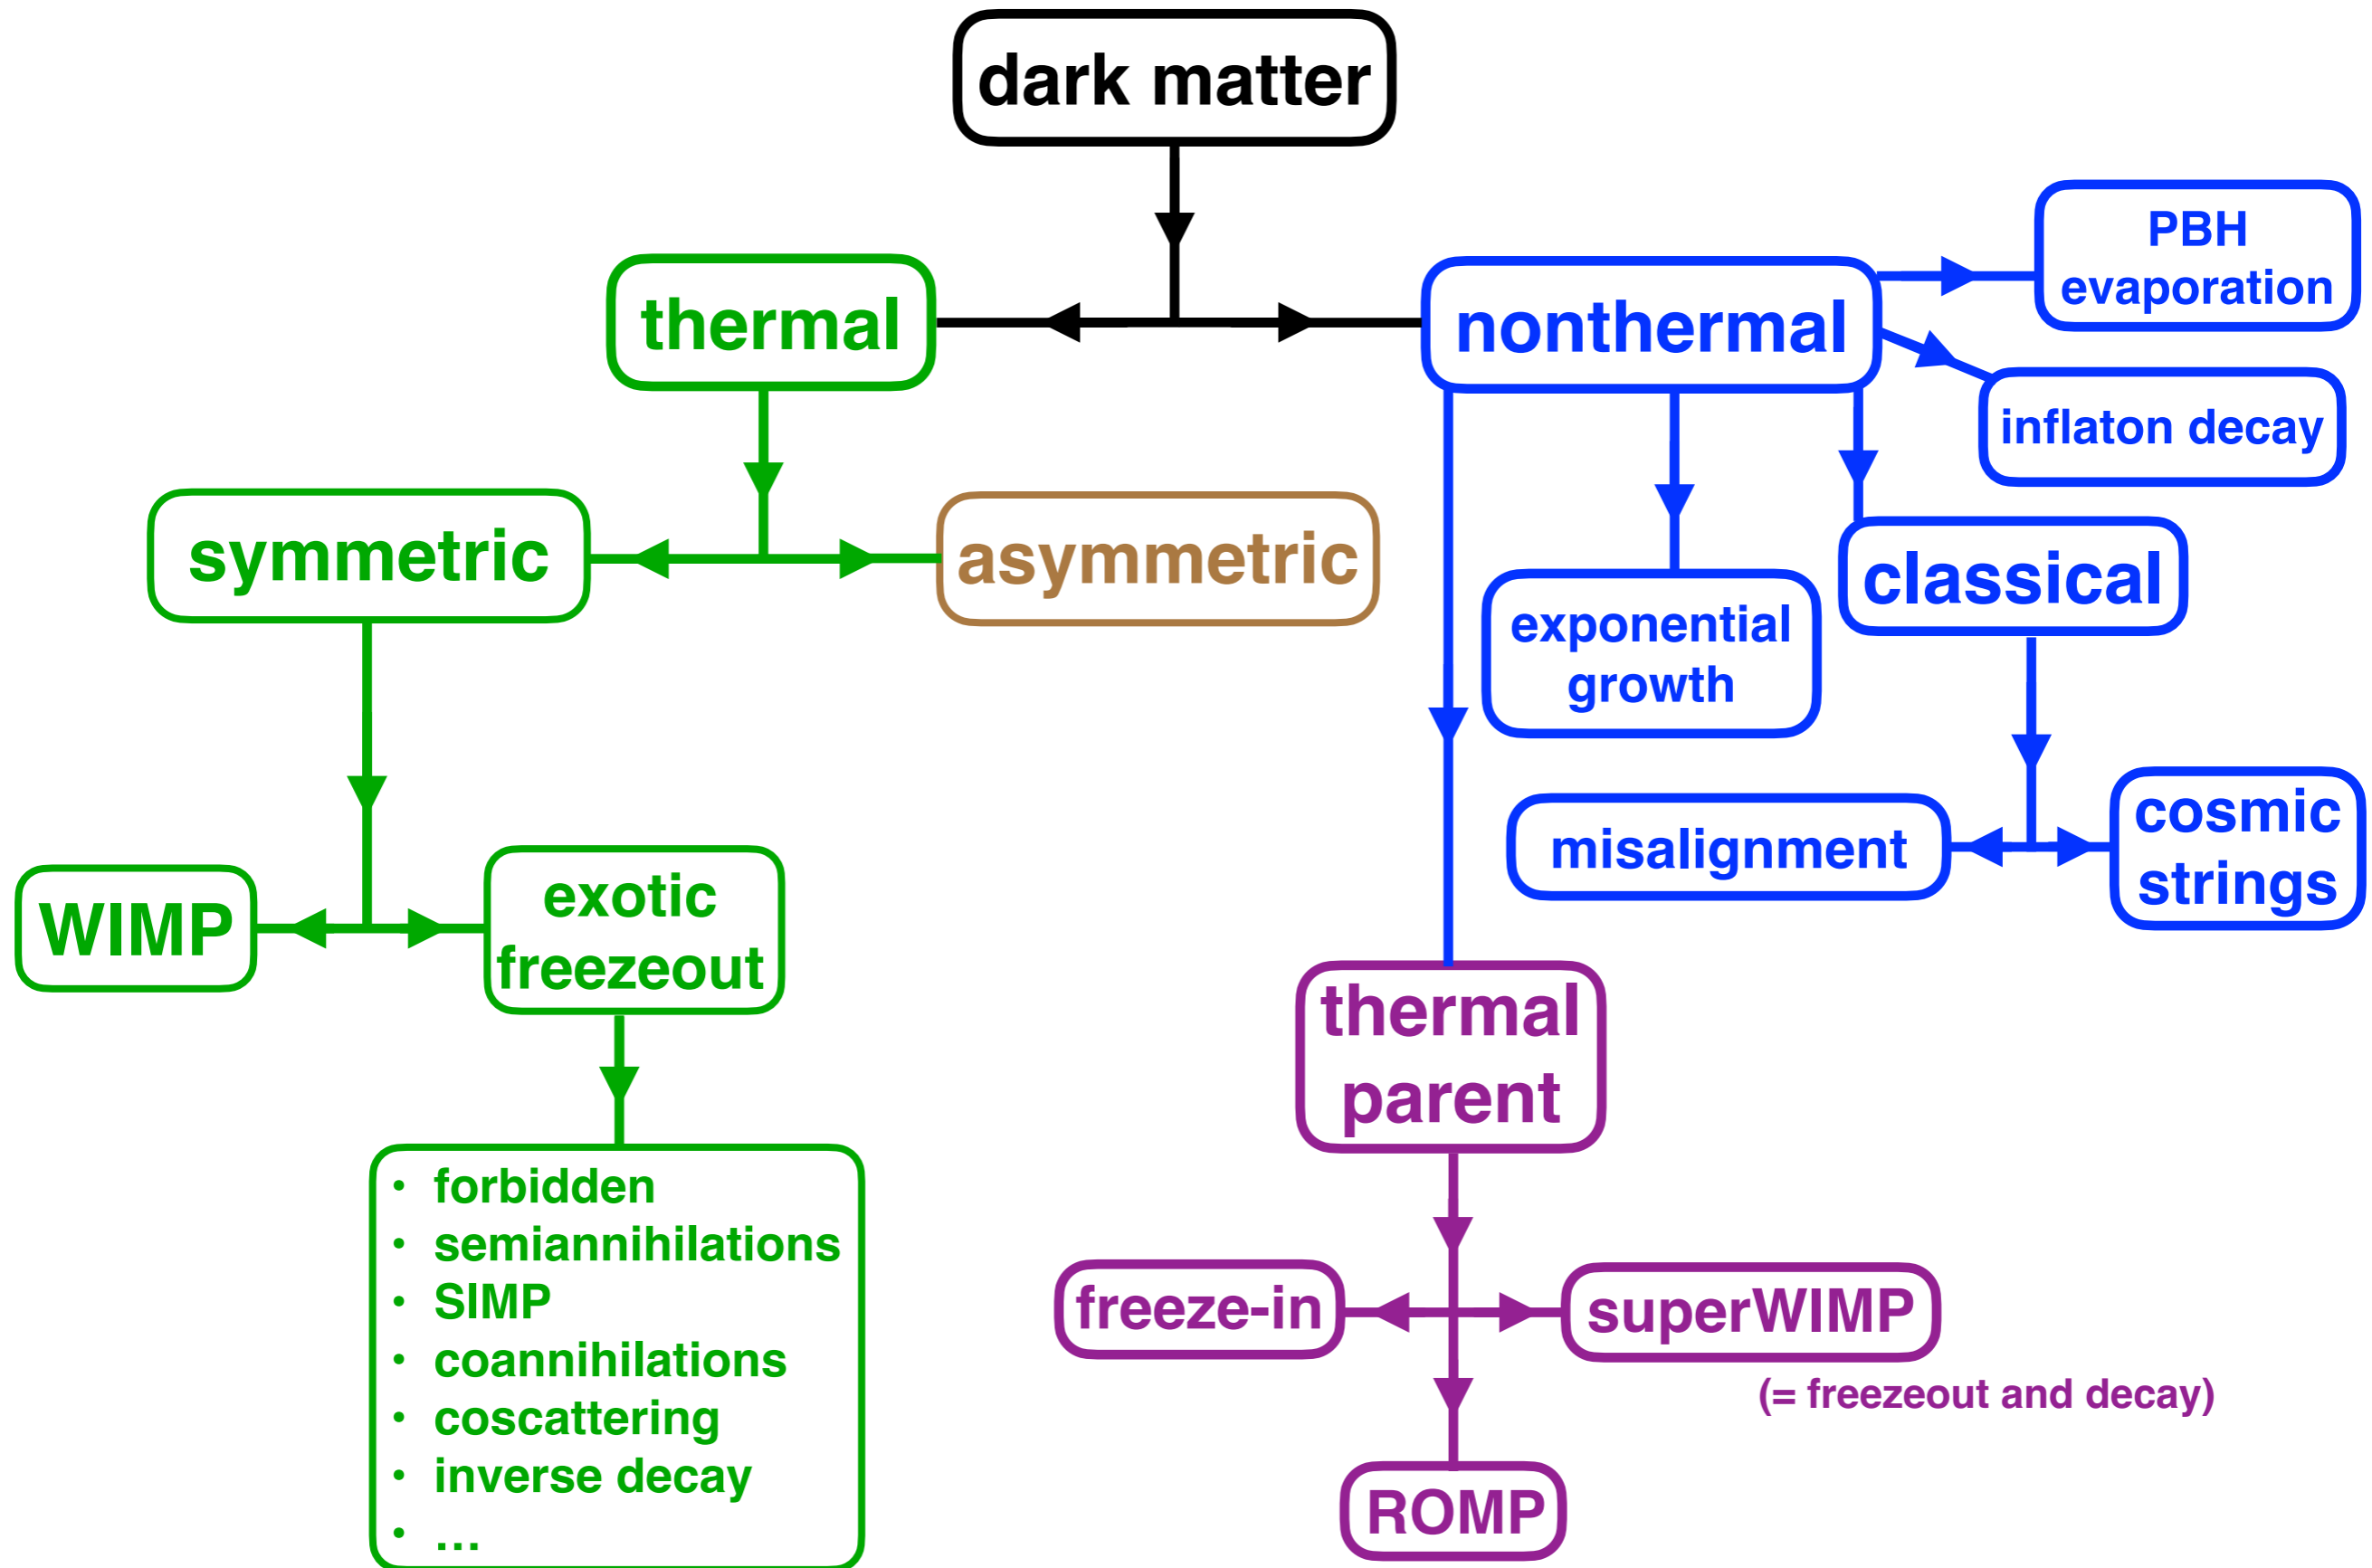 dark matter
thermal
nonthermal
PBH
evaporation
inflaton decay
symmetric
asymmetric
exponential
growth
classical
misalignment
cosmic
strings
WIMP
exotic
freezeout
thermal
parent
• forbidden
• semiannihilations
• SIMP
• coannihilations
• coscattering
• inverse decay
• ...
freeze-in
superWIMP
(= freezeout and decay)
ROMP